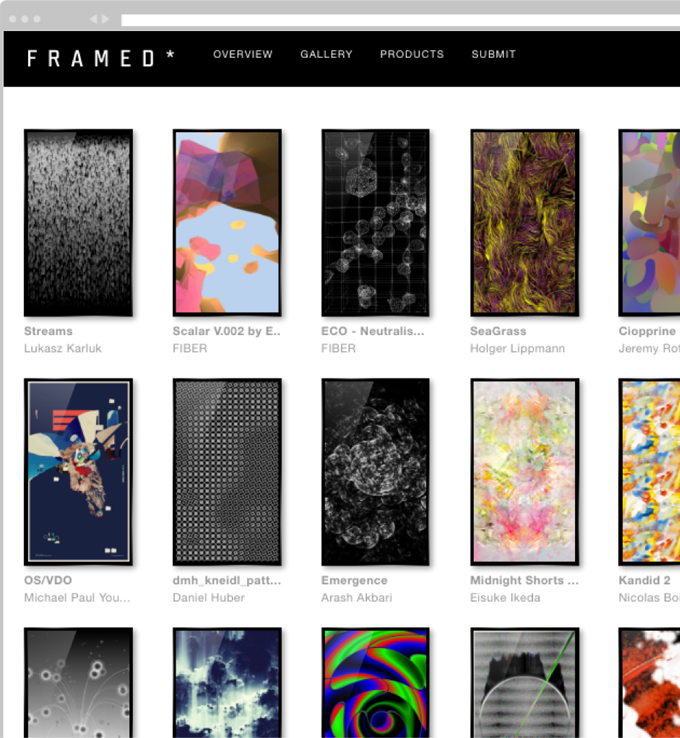 FRAMED*
OVERVIEW GALLERY PRODUCTS SUBMIT
Streams
Lukasz Karluk
Scalar V.002 by E..
FIBER
ECO - Neutralis...
FIBER
SeaGrass
Holger Lippmann
Ciopprine
Jeremy Rot
OS/VDO
Michael Paul You...
dmh_kneidl_patt...
Daniel Huber
Emergence
Arash Akbari
Midnight Shorts ...
Eisuke Ikeda
Kandid 2
Nicolas Boi